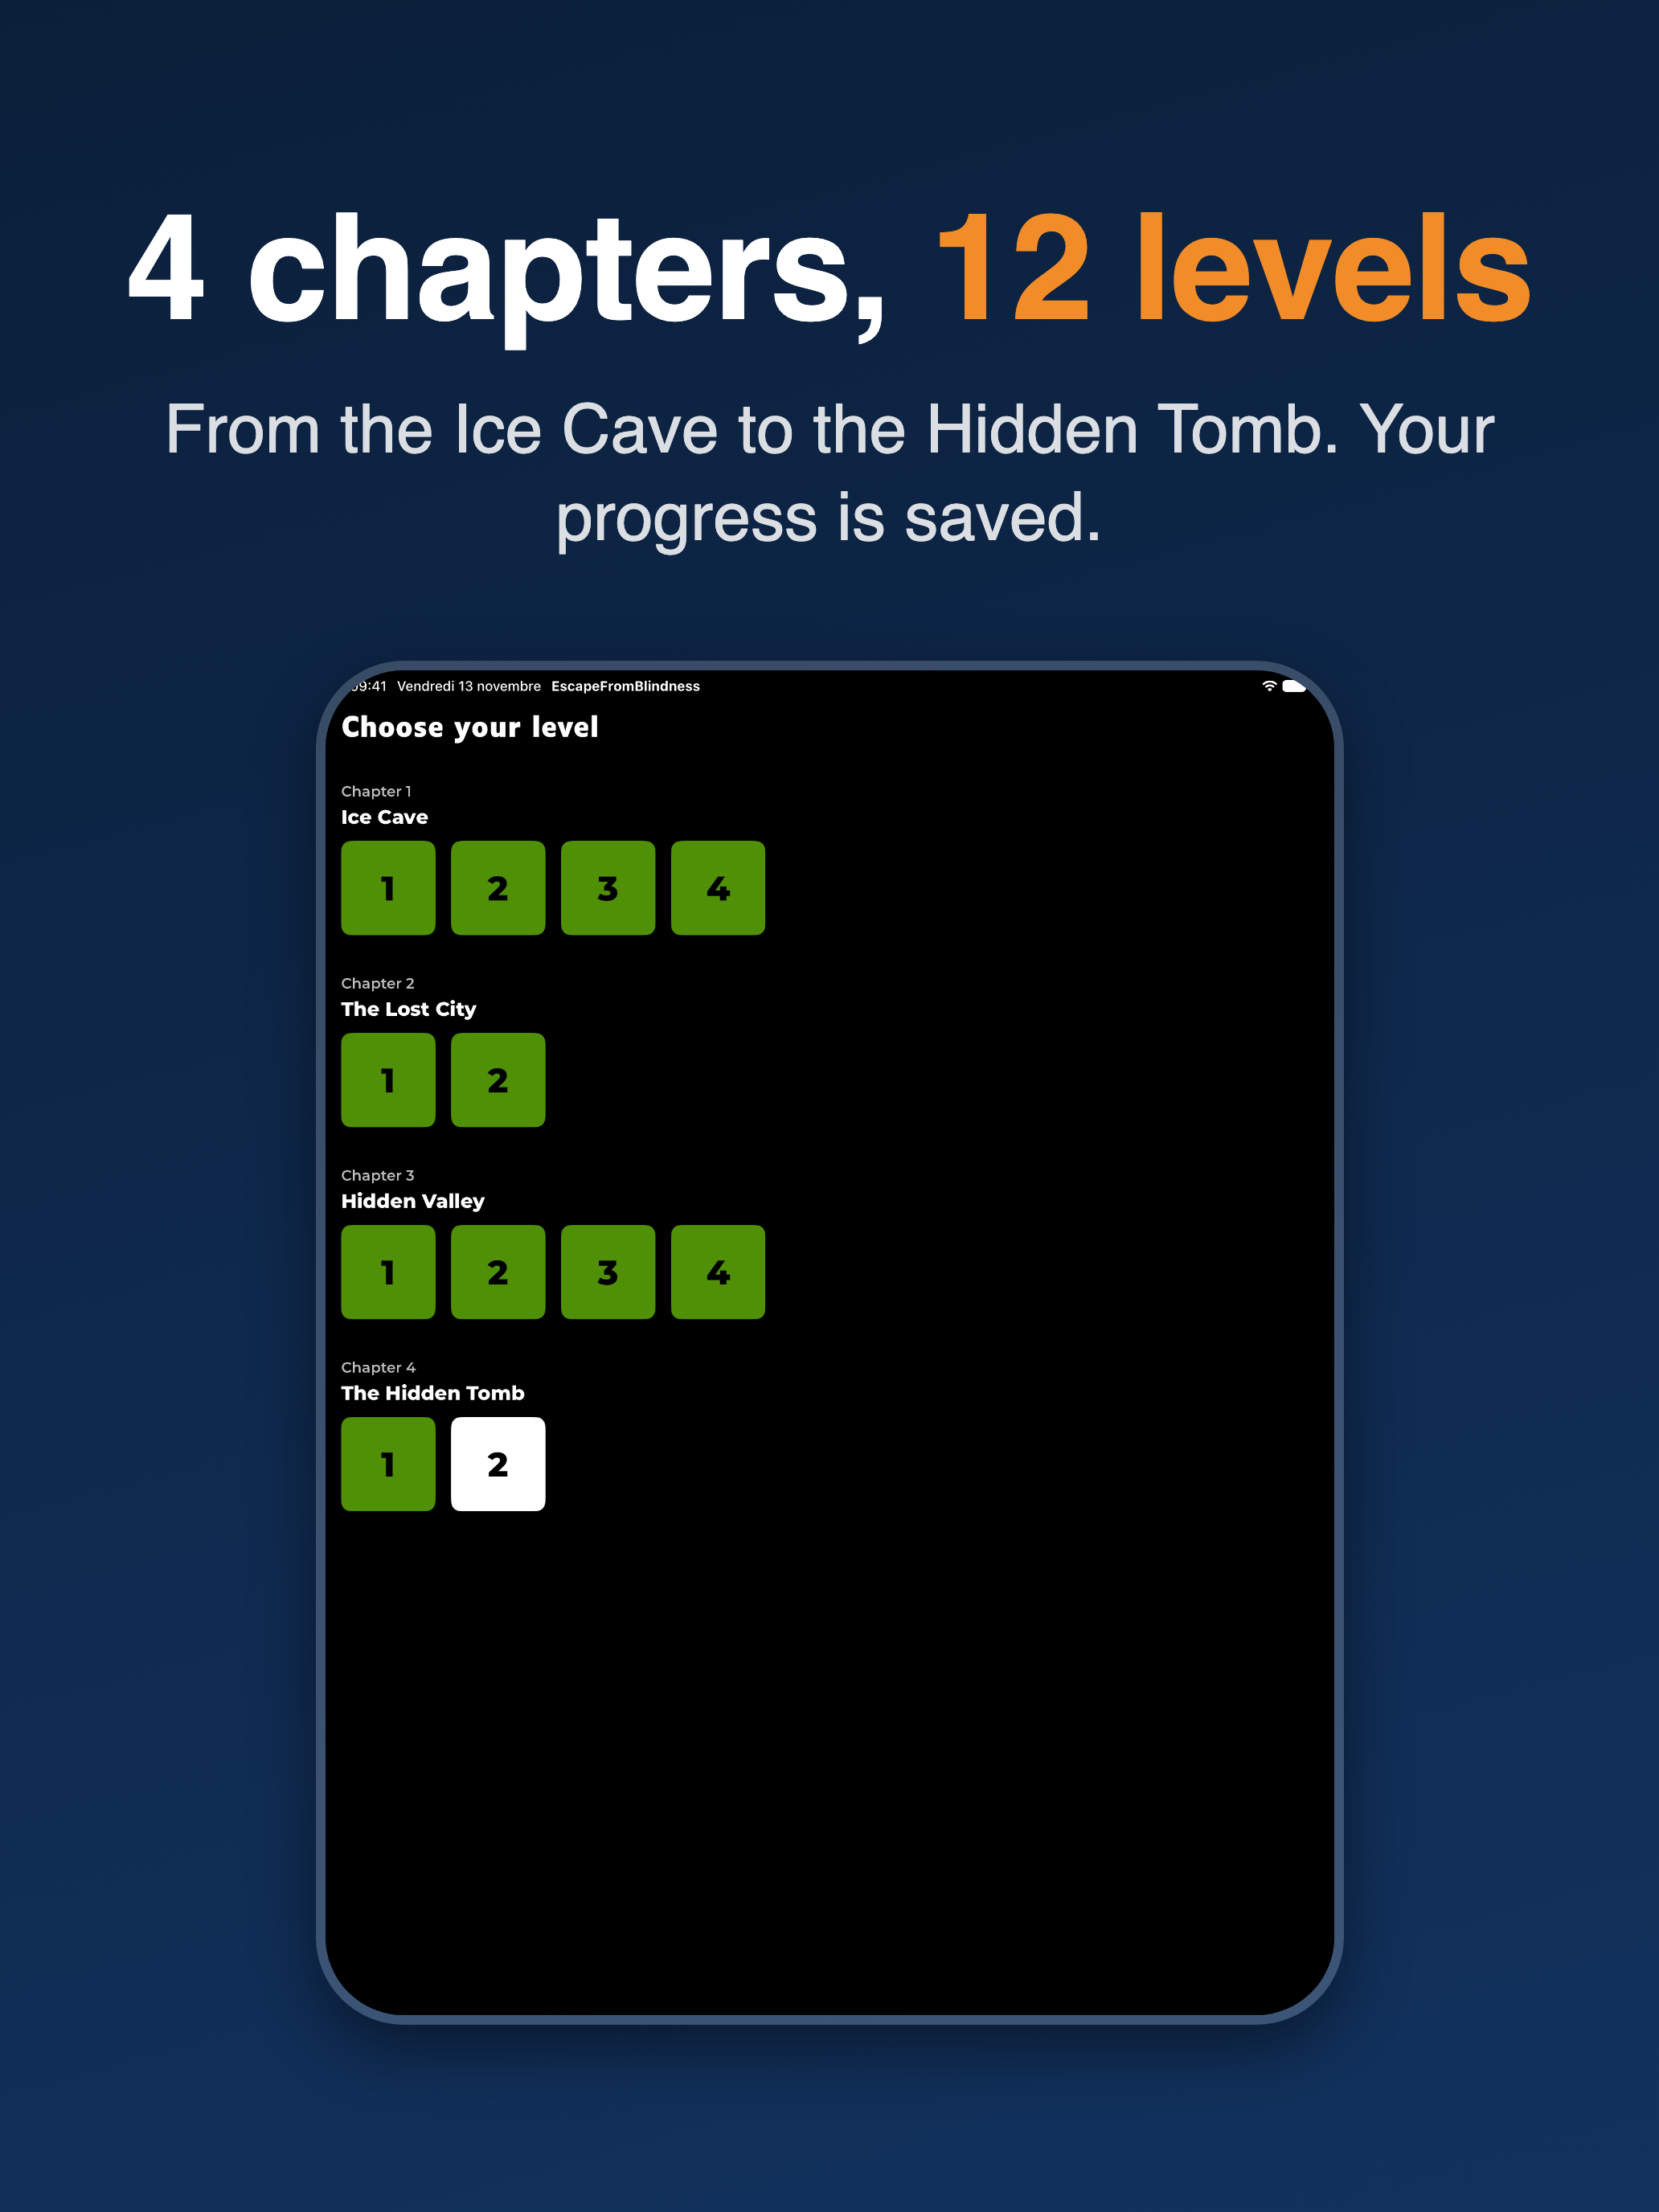 4 chapters, 12 levels
From the Ice Cave to the Hidden Tomb. Your
progress is saved.
09:41 Vendredi 13 novembre EscapeFromBlindness
Choose your level
Chapter 1
Ice Cave
1 2 3 4
Chapter 2
The Lost City
1 2
Chapter 3
Hidden Valley
1 2 3 4
Chapter 4
The Hidden Tomb
1 2